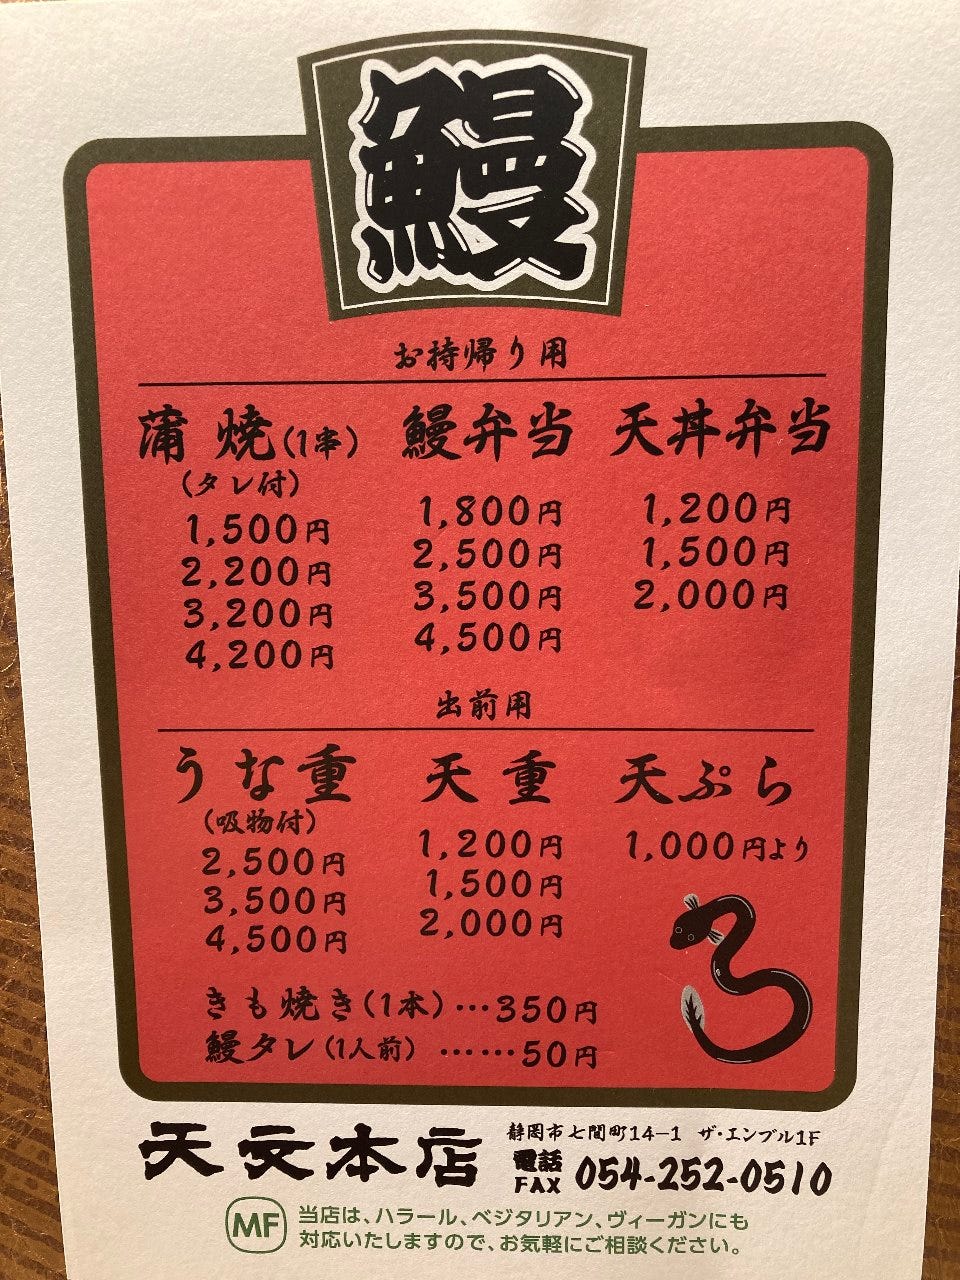 鰻
お持帰り用
蒲焼(1串)
(タレ付)
1,500円
2,200円
3,200円
4,200円
鰻弁当
1,800円
2,500円
3,500円
4,500円
天丼弁当
1,200円
1,500円
2,000円
出前用
うな重
(吸物付)
2,500円
3,500円
4,500円
天重
1,200円
1,500円
2,000円
天ぷら
1,000円より
きも焼き(1本)…350円
鰻タレ(1人前)……50円
天文本店
静岡市七間町14-1 ザ・エンブル1F
電話
FAX
054-252-0510
MF
当店は、ハラール、ベジタリアン、ヴィーガンにも
対応いたしますので、お気軽にご相談ください。